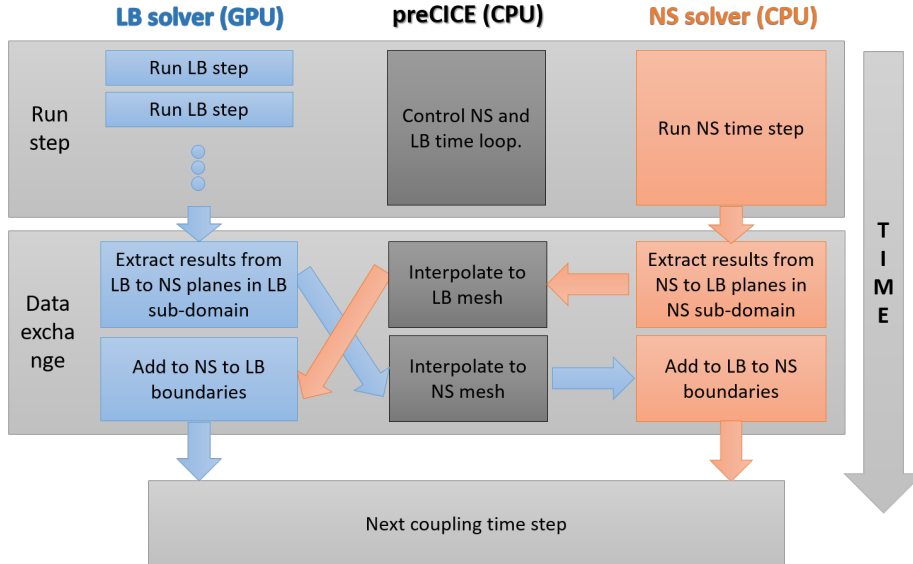 LB solver (GPU)
preCICE (CPU)
NS solver (CPU)
Run
step
Run LB step
Run LB step
Control NS and
LB time loop.
Run NS time step
Data
excha
nge
Extract results from
LB to NS planes in LB
sub-domain
Interpolate to
LB mesh
Extract results from
NS to LB planes in
NS sub-domain
Add to NS to LB
boundaries
Interpolate to
NS mesh
Add to LB to NS
boundaries
Next coupling time step
T
I
M
E